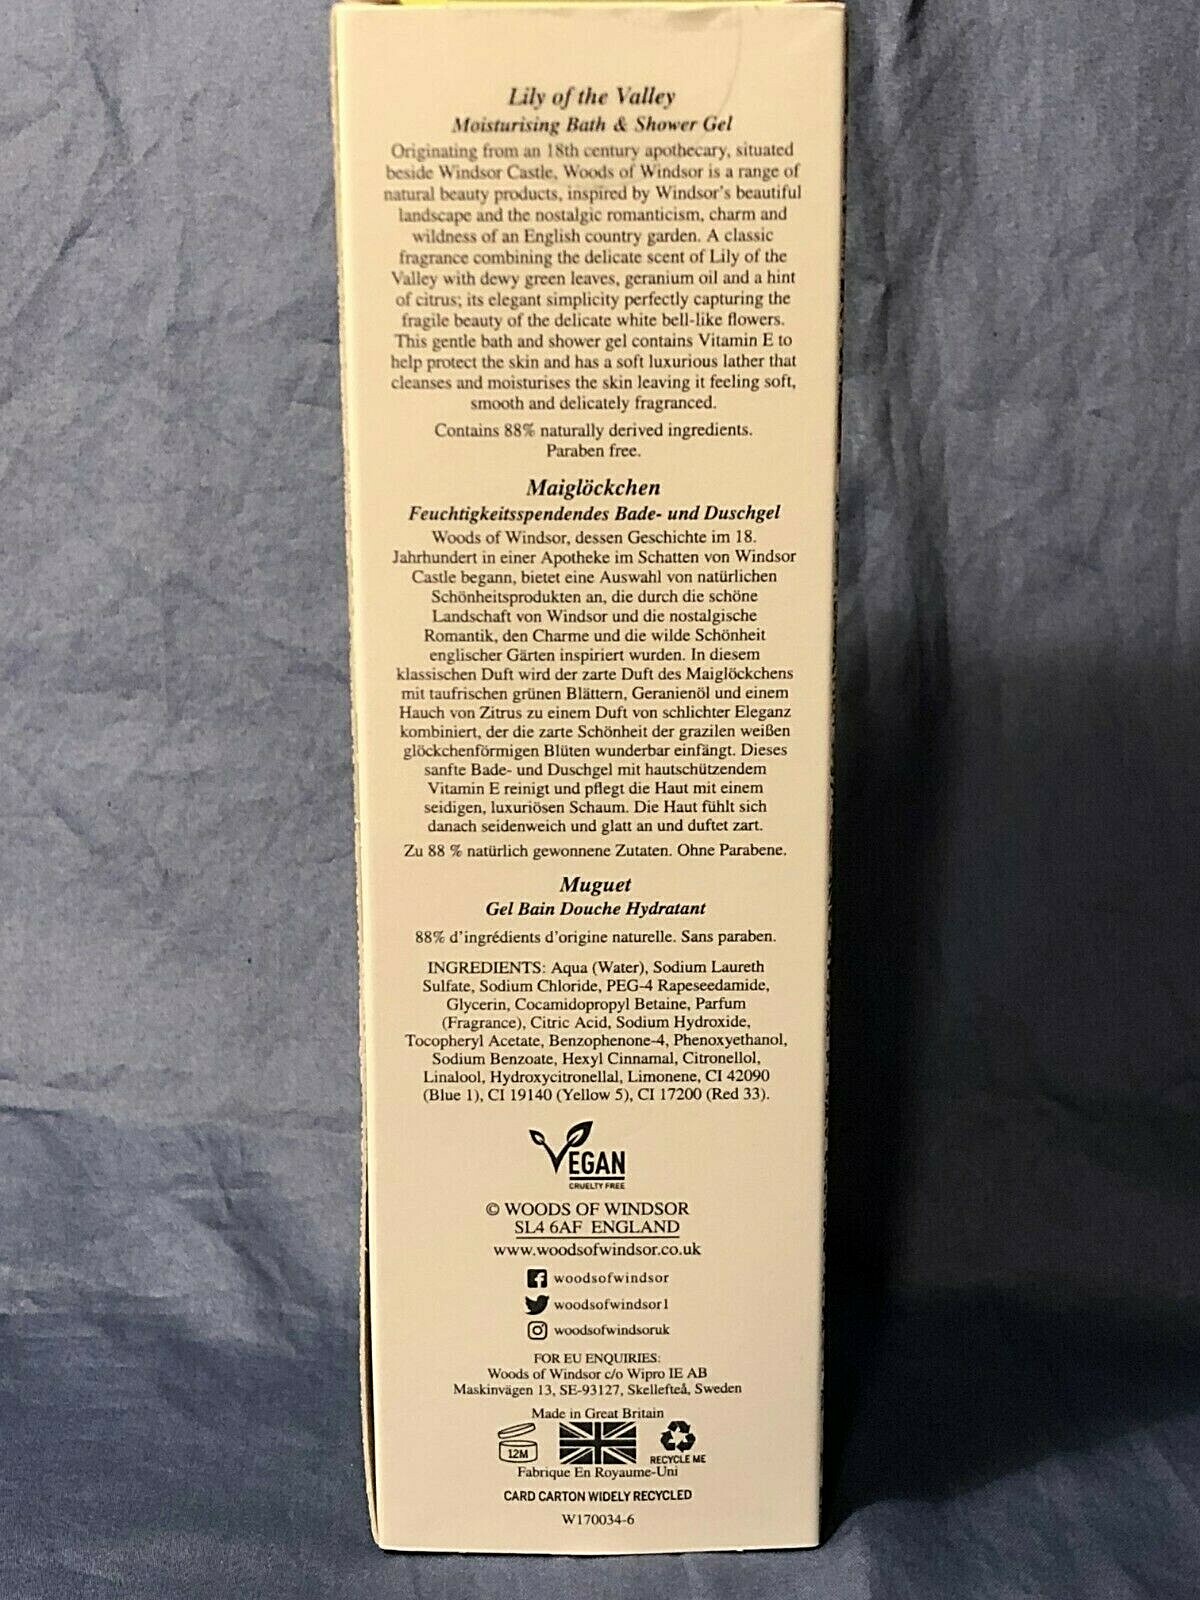 Lily of the Valley
Moisturising Bath & Shower Gel
Originating from an 18th century apothecary, situated
beside Windsor Castle, Woods of Windsor is a range of
natural beauty products, inspired by Windsor's beautiful
landscape and the nostalgic romanticism, charm and
wildness of an English country garden. A classic
fragrance combining the delicate scent of Lily of the
Valley with dewy green leaves, geranium oil and a hint
of citrus; its elegant simplicity perfectly capturing the
fragile beauty of the delicate white bell-like flowers.
This gentle bath and shower gel contains Vitamin E to
help protect the skin and has a soft luxurious lather that
cleanses and moisturises the skin leaving it feeling soft,
smooth and delicately fragranced.
Contains 88% naturally derived ingredients.
Paraben free.
Maiglöckchen
Feuchtigkeitsspendendes Bade- und Duschgel
Woods of Windsor, dessen Geschichte im 18.
Jahrhundert in einer Apotheke im Schatten von Windsor
Castle begann, bietet eine Auswahl von natürlichen
Schönheitsprodukten an, die durch die schöne
Landschaft von Windsor und die nostalgische
Romantik, den Charme und die wilde Schönheit
englischer Gärten inspiriert wurden. In diesem
klassischen Duft wird der zarte Duft des Maiglöckchens
mit taufrischen grünen Blättern, Geranienöl und einem
Hauch von Zitrus zu einem Duft von schlichter Eleganz
kombiniert, der die zarte Schönheit der grazilen weißen
glöckchenförmigen Blüten wunderbar einfängt. Dieses
sanfte Bade- und Duschgel mit hautschützendem
Vitamin E reinigt und pflegt die Haut mit einem
seidigen, luxuriösen Schaum. Die Haut fühlt sich
danach seidenweich und glatt an und duftet zart.
Zu 88 % natürlich gewonnene Zutaten. Ohne Parabene.
Muguet
Gel Bain Douche Hydratant
88% d'ingrédients d'origine naturelle. Sans paraben.
INGREDIENTS: Aqua (Water), Sodium Laureth
Sulfate, Sodium Chloride, PEG-4 Rapeseedamide,
Glycerin, Cocamidopropyl Betaine, Parfum
(Fragrance), Citric Acid, Sodium Hydroxide,
Tocopheryl Acetate, Benzophenone-4, Phenoxyethanol,
Sodium Benzoate, Hexyl Cinnamal, Citronellol,
Linalool, Hydroxycitronellal, Limonene, CI 42090
(Blue 1), CI 19140 (Yellow 5), CI 17200 (Red 33).
VEGAN
CRUELTY FREE
© WOODS OF WINDSOR
SL4 6AF ENGLAND
www.woodsofwindsor.co.uk
woodsofwindsor
woodsofwindsor1
woodsofwindsoruk
FOR EU ENQUIRIES:
Woods of Windsor c/o Wipro IE AB
Maskinvägen 13, SE-93127, Skellefteå, Sweden
Made in Great Britain
12M
RECYCLE ME
Fabrique En Royaume-Uni
CARD CARTON WIDELY RECYCLED
W170034-6